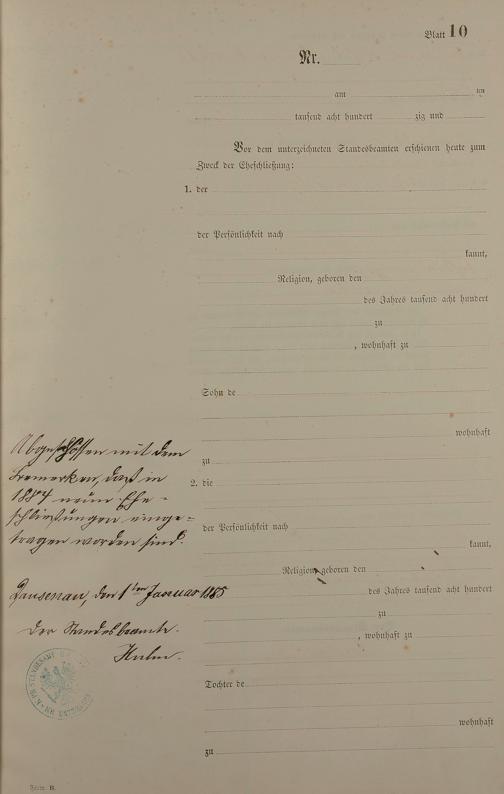 Blatt 10
Nr.
am ten
tausend acht hundert zig und
Vor dem unterzeichneten Standesbeamten erschienen heute zum
Zweck der Eheschließung:
1. der
der Persönlichkeit nach
kannt,
Religion, geboren den
des Jahres tausend acht hundert
zu
, wohnhaft zu
Sohn de
wohnhaft
zu
2. die
der Persönlichkeit nach
kannt,
Religion, geboren den
des Jahres tausend acht hundert
zu
, wohnhaft zu
Tochter de
wohnhaft
zu
Abgeschlossen mit dem
Bemerken, daß in
1884 neun Ehe-
schließungen einge=
tragen worden sind.
den 1ten Januar 1885
Der Standesbeamte.
Form B.